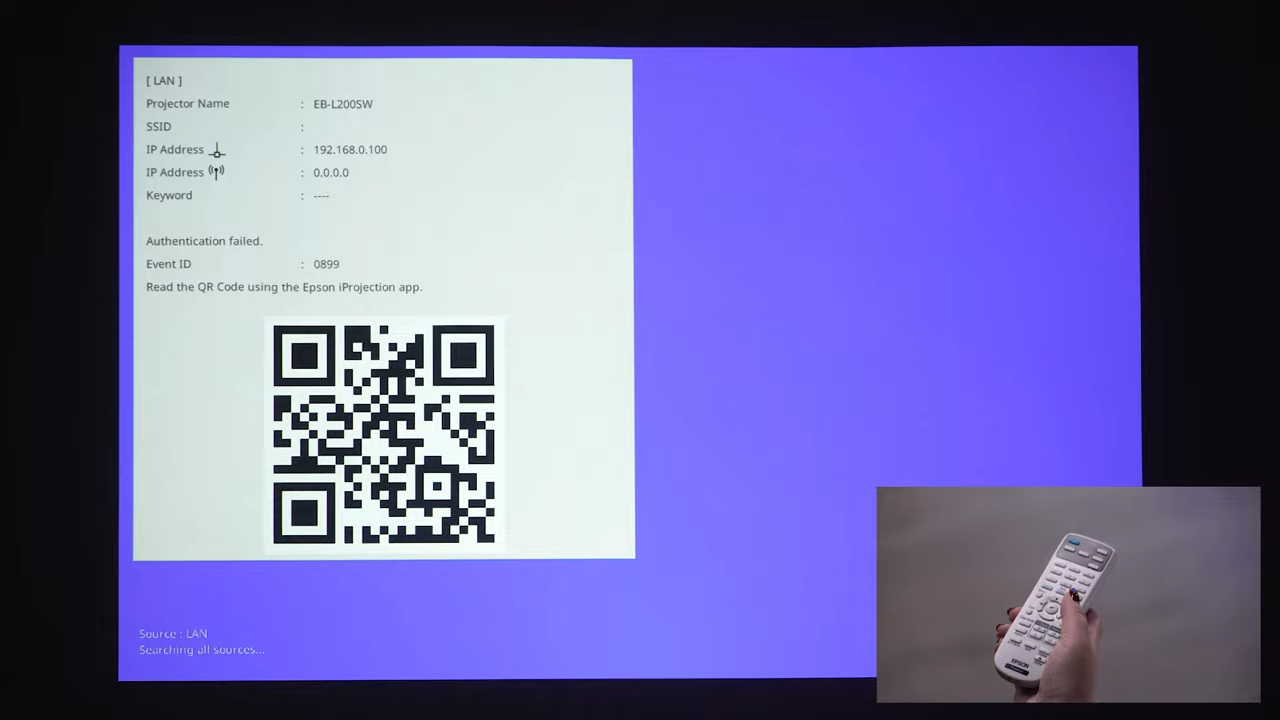 [ LAN ]
Projector Name : EB-L200SW
SSID :
IP Address : 192.168.0.100
IP Address : 0.0.0.0
Keyword : ----
Authentication failed.
Event ID : 0899
Read the QR Code using the Epson iProjection app.
Source : LAN
Searching all sources...
EPSON